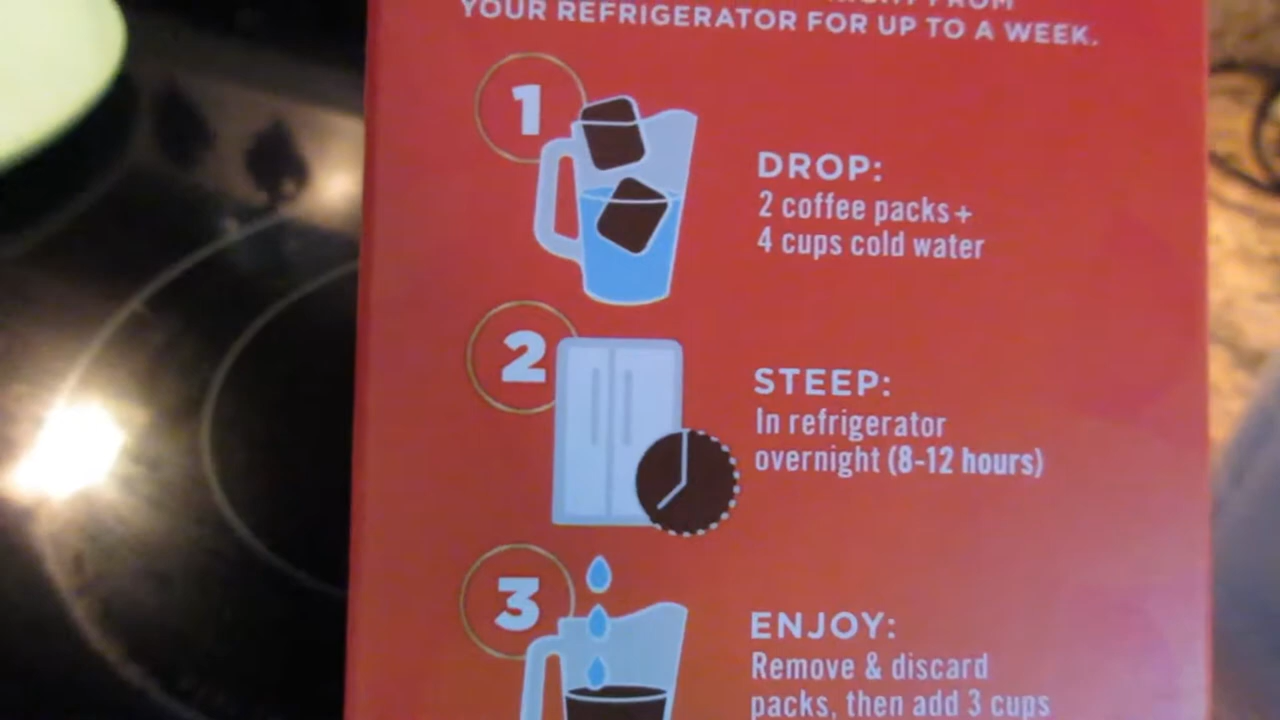 FROM
YOUR REFRIGERATOR FOR UP TO A WEEK.
1
DROP:
2 coffee packs+
4 cups cold water
2
STEEP:
In refrigerator
overnight (8-12 hours)
3
ENJOY:
Remove & discard
packs, then add 3 cups